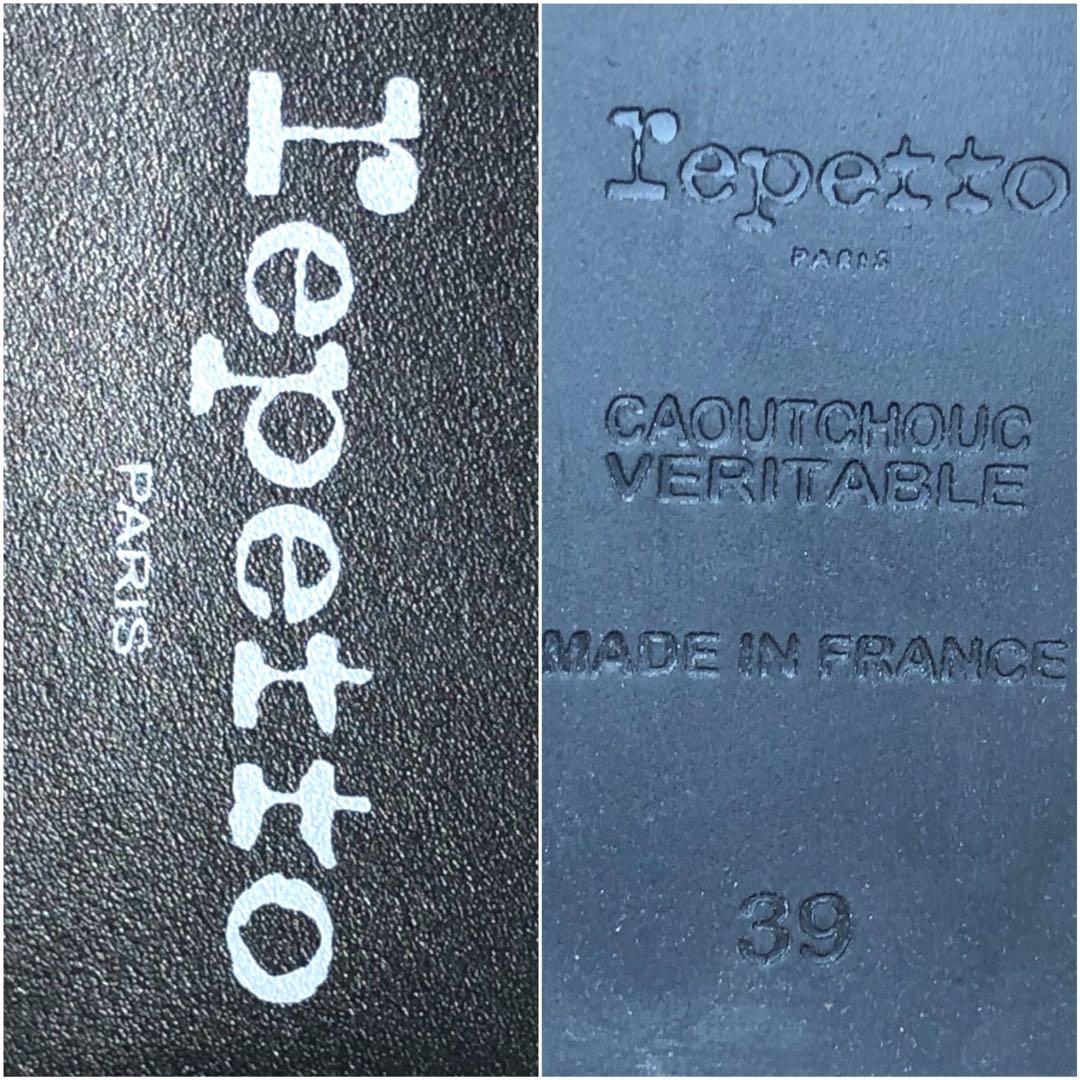 repetto
PARIS
repetto
PARIS
CAOUTCHOUC
VERITABLE
MADE IN FRANCE
39